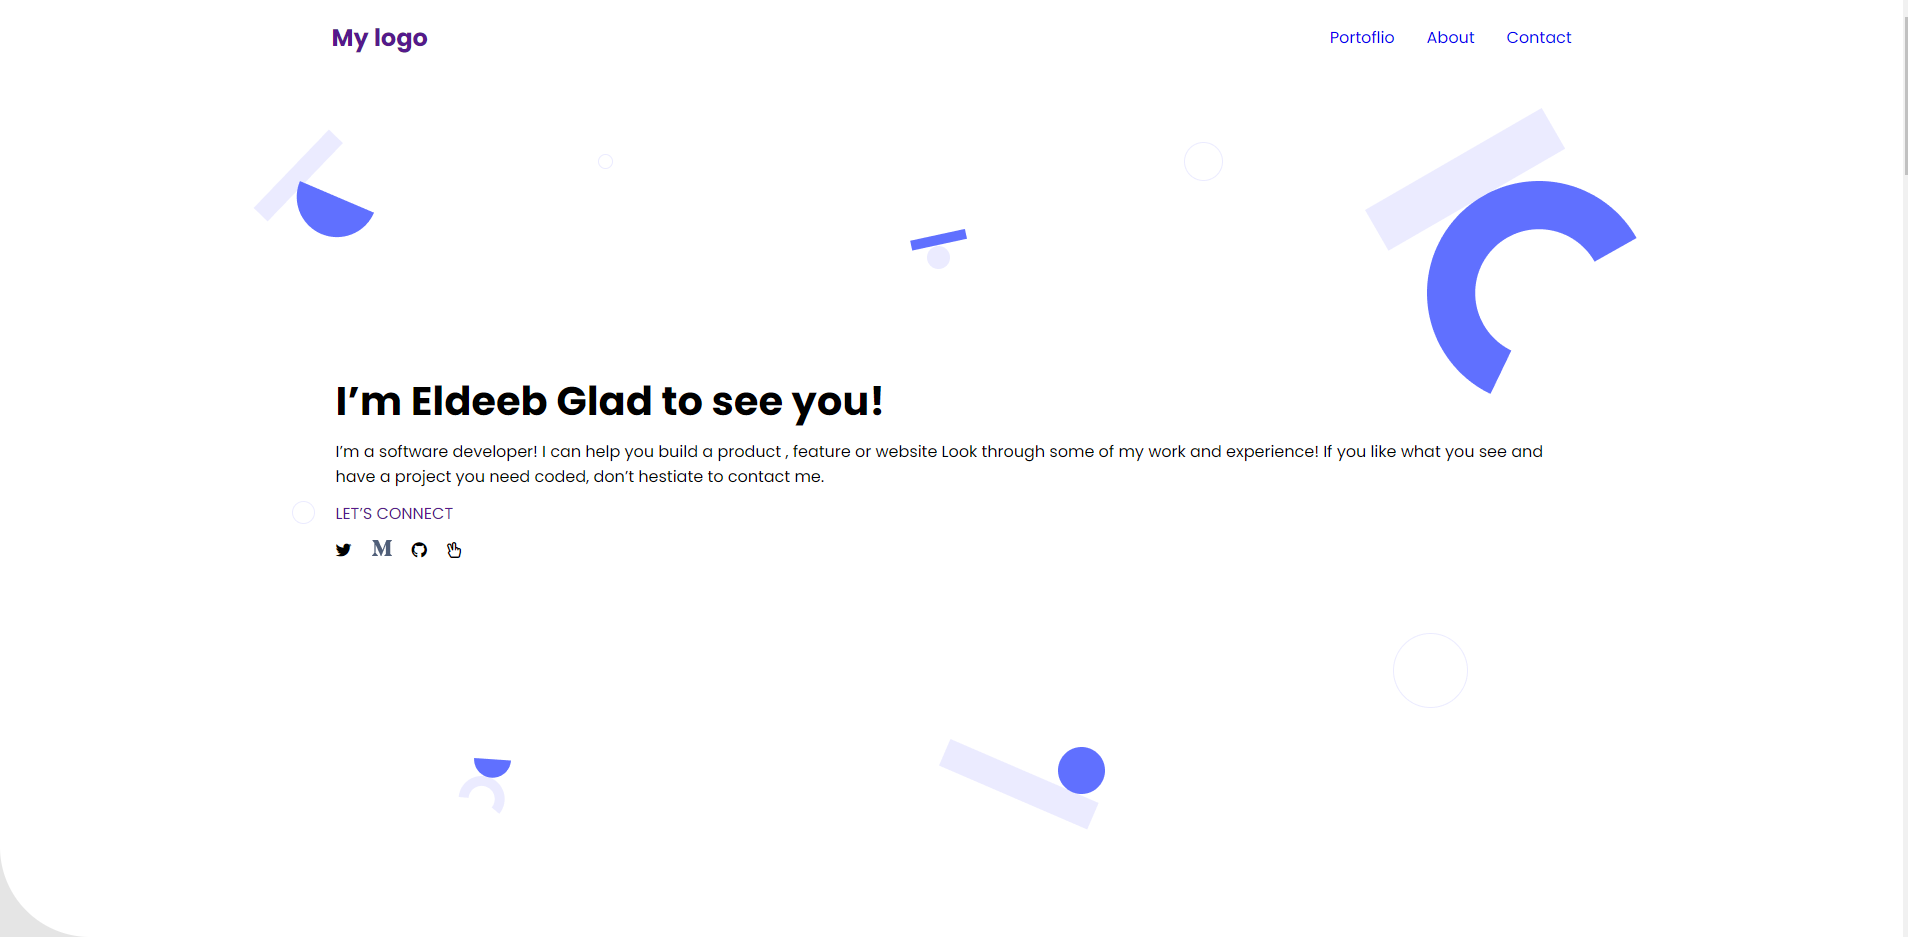 My logo
Portoflio
About
Contact
I’m Eldeeb Glad to see you!
I’m a software developer! I can help you build a product , feature or website Look through some of my work and experience! If you like what you see and
have a project you need coded, don’t hestiate to contact me.
LET’S CONNECT
M